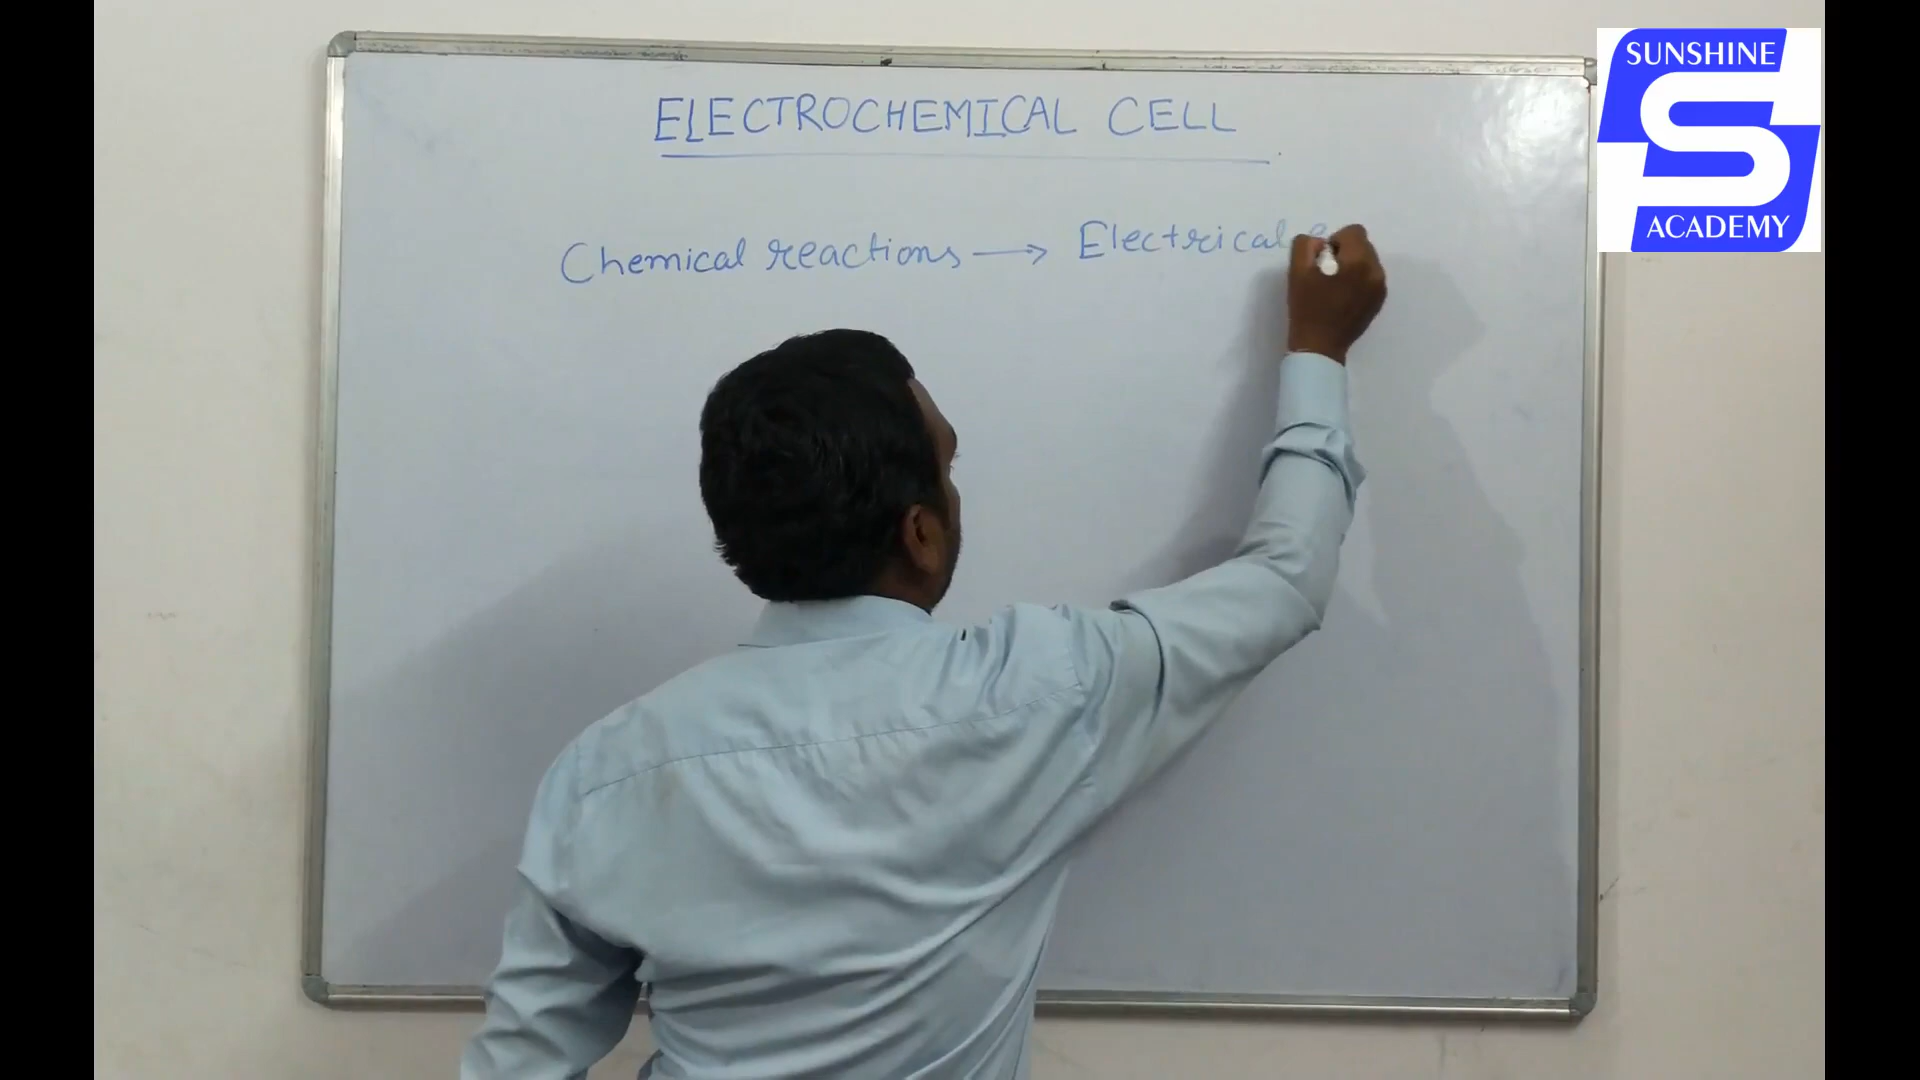 ELECTROCHEMICAL CELL
Chemical reactions → Electrical
SUNSHINE
S
ACADEMY